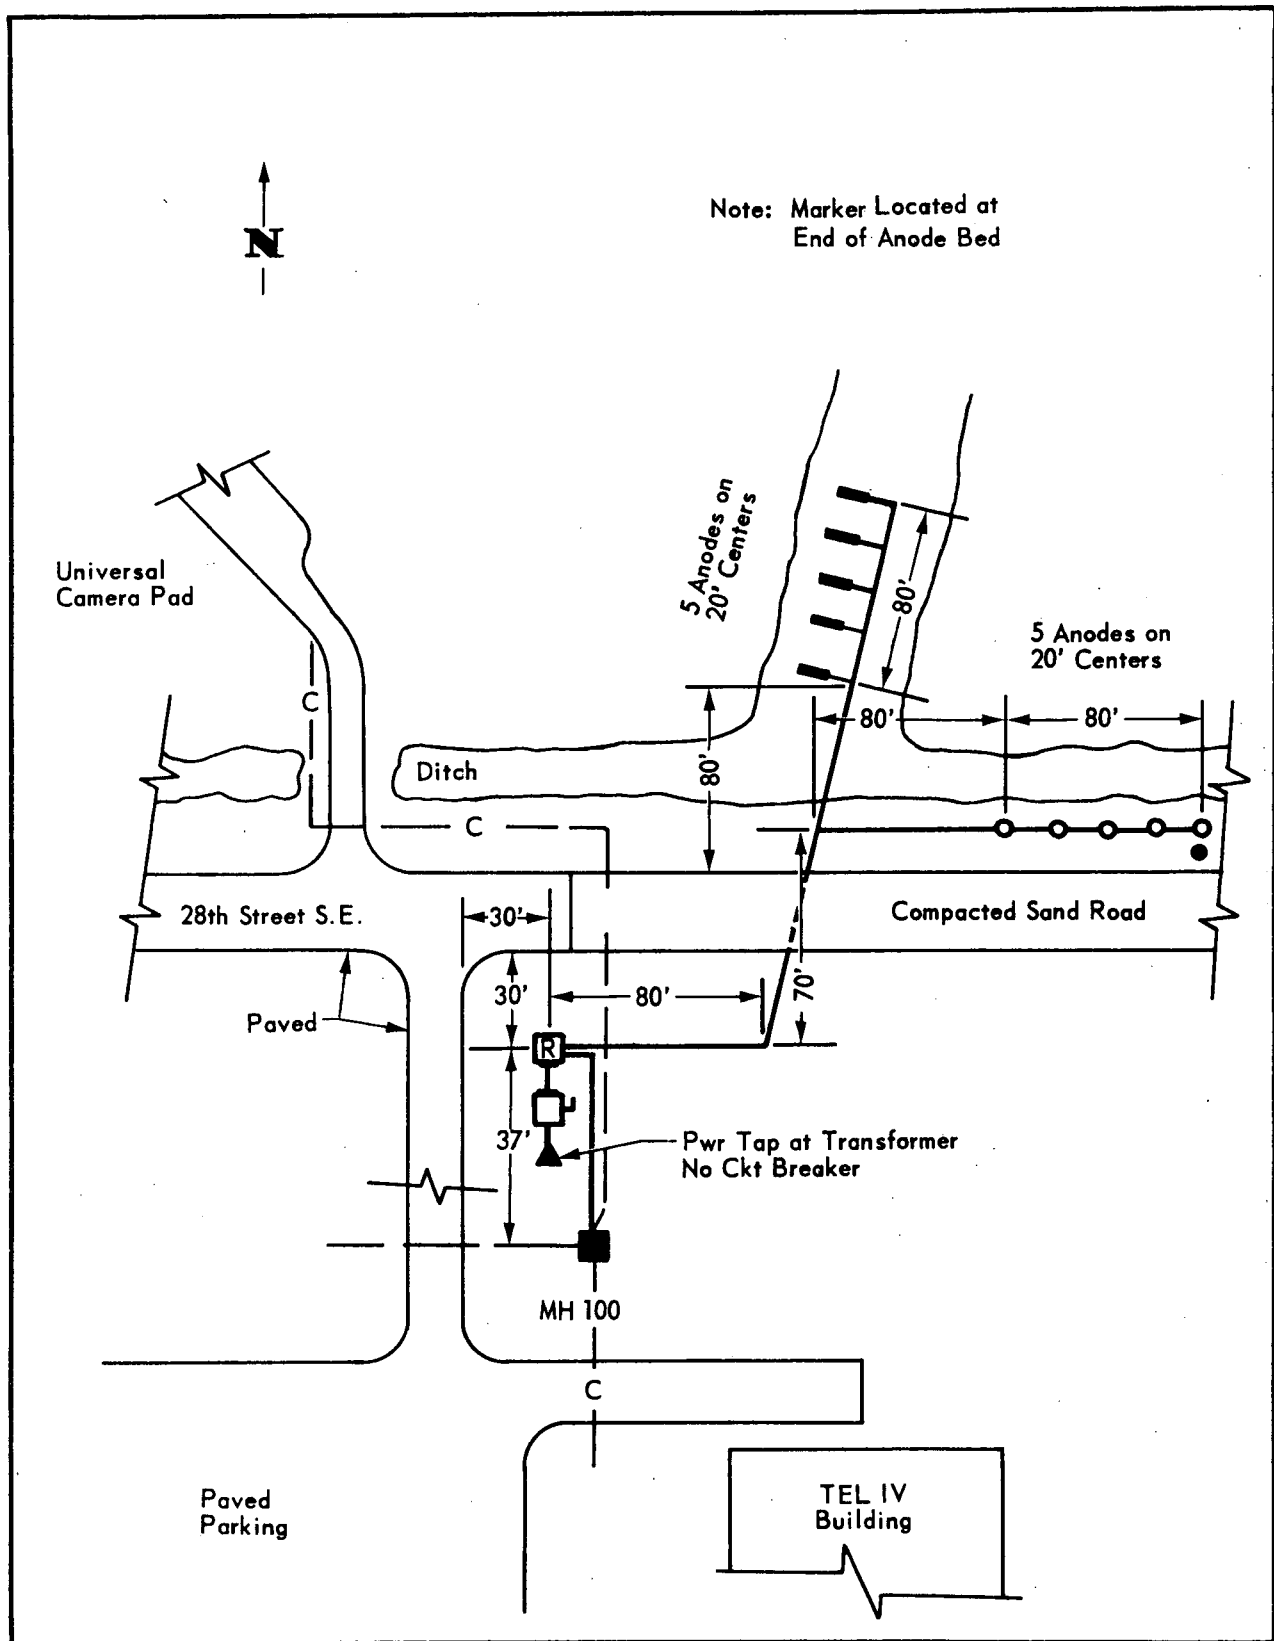 Note: Marker Located at
End of Anode Bed
N
5 Anodes on
20' Centers
80'
Universal
Camera Pad
5 Anodes on
20' Centers
C
80'
80'
80'
Ditch
C
28th Street S.E.
30'
Compacted Sand Road
30'
80'
70'
Paved
R
37'
Pwr Tap at Transformer
No Ckt Breaker
MH 100
C
Paved
Parking
TEL IV
Building